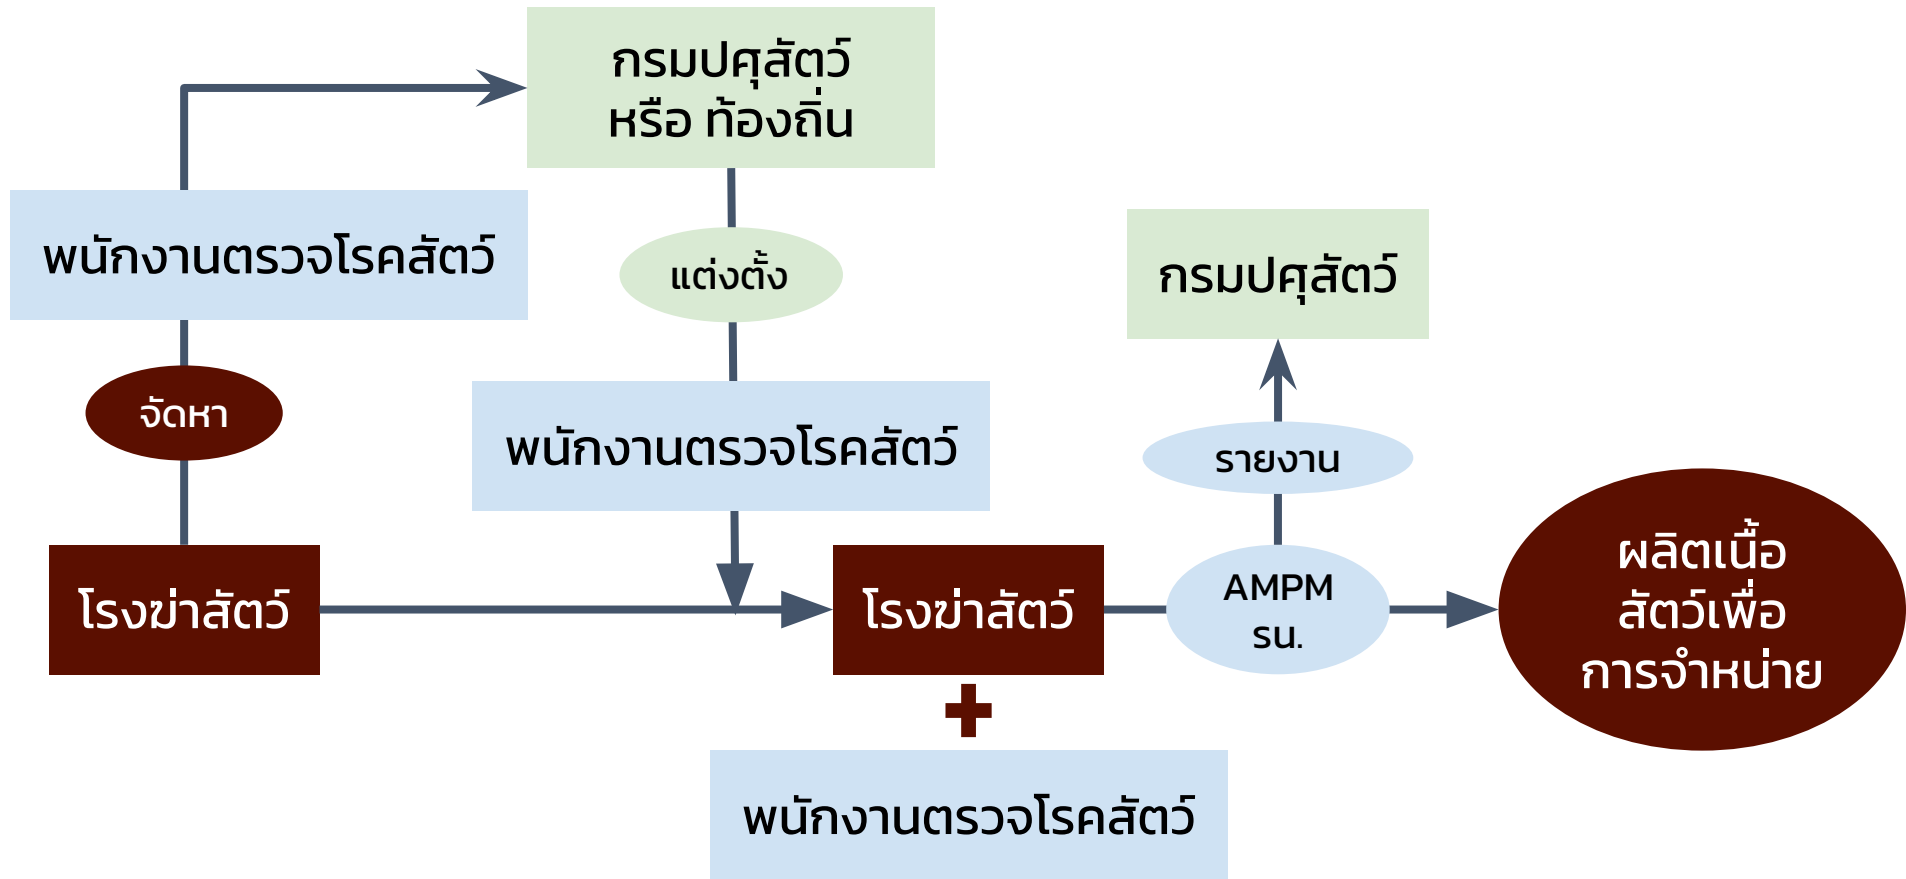 กรมปศุสัตว์
หรือ ท้องถิ่น
พนักงานตรวจโรคสัตว์
แต่งตั้ง
กรมปศุสัตว์
จัดหา
พนักงานตรวจโรคสัตว์
รายงาน
โรงฆ่าสัตว์
โรงฆ่าสัตว์
AMPM
รน.
ผลิตเนื้อ
สัตว์เพื่อ
การจำหน่าย
พนักงานตรวจโรคสัตว์